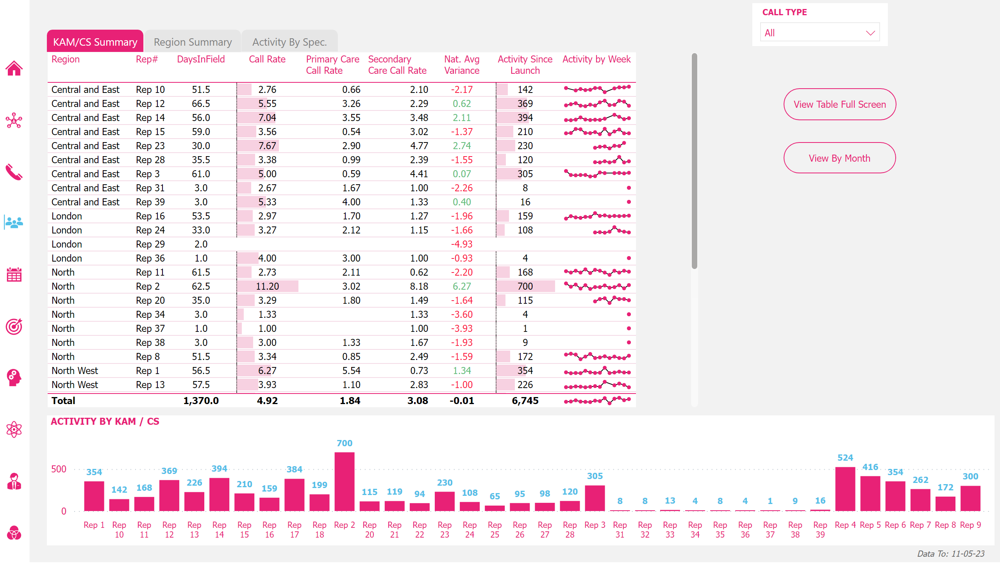 CALL TYPE
All
KAM/CS Summary Region Summary Activity By Spec.
Region Rep# DaysInField Call Rate Primary Care Call Rate Secondary Care Call Rate Nat. Avg Variance Activity Since Launch Activity by Week
Central and East Rep 10 51.5 2.76 0.66 2.10 -2.17 142
Central and East Rep 12 66.5 5.55 3.26 2.29 0.62 369
Central and East Rep 14 56.0 7.04 3.55 3.48 2.11 394
Central and East Rep 15 59.0 3.56 0.54 3.02 -1.37 210
Central and East Rep 23 30.0 7.67 2.90 4.77 2.74 230
Central and East Rep 28 35.5 3.38 0.99 2.39 -1.55 120
Central and East Rep 3 61.0 5.00 0.59 4.41 0.07 305
Central and East Rep 31 3.0 2.67 1.67 1.00 -2.26 8
Central and East Rep 39 3.0 5.33 4.00 1.33 0.40 16
London Rep 16 53.5 2.97 1.70 1.27 -1.96 159
London Rep 24 33.0 3.27 2.12 1.15 -1.66 108
London Rep 29 2.0 -4.93
London Rep 36 1.0 4.00 3.00 1.00 -0.93 4
North Rep 11 61.5 2.73 2.11 0.62 -2.20 168
North Rep 2 62.5 11.20 3.02 8.18 6.27 700
North Rep 20 35.0 3.29 1.80 1.49 -1.64 115
North Rep 34 3.0 1.33 1.33 -3.60 4
North Rep 37 1.0 1.00 1.00 -3.93 1
North Rep 38 3.0 3.00 1.33 1.67 -1.93 9
North Rep 8 51.5 3.34 0.85 2.49 -1.59 172
North West Rep 1 56.5 6.27 5.54 0.73 1.34 354
North West Rep 13 57.5 3.93 1.10 2.83 -1.00 226
Total 1,370.0 4.92 1.84 3.08 -0.01 6,745
View Table Full Screen
View By Month
ACTIVITY BY KAM / CS
500
0
354 142 168 369 226 394 210 159 384 199 700 115 119 94 230 108 65 95 98 120 305 8 8 13 4 8 4 1 9 16 524 416 354 262 172 300
Rep 1 Rep 10 Rep 11 Rep 12 Rep 13 Rep 14 Rep 15 Rep 16 Rep 17 Rep 18 Rep 2 Rep 20 Rep 21 Rep 22 Rep 23 Rep 24 Rep 25 Rep 26 Rep 27 Rep 28 Rep 3 Rep 31 Rep 32 Rep 33 Rep 34 Rep 35 Rep 36 Rep 37 Rep 38 Rep 39 Rep 4 Rep 5 Rep 6 Rep 7 Rep 8 Rep 9
Data To: 11-05-23